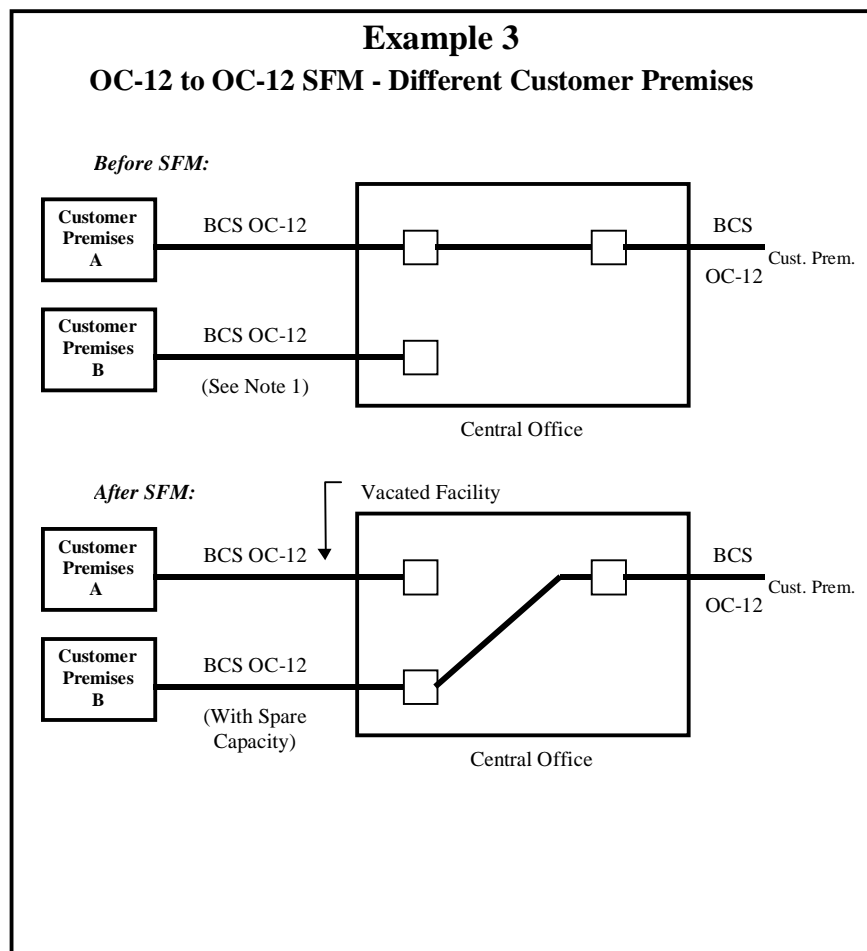 Example 3
OC-12 to OC-12 SFM - Different Customer Premises
Before SFM:
Customer
Premises
A
BCS OC-12
BCS
OC-12
Cust. Prem.
Customer
Premises
B
BCS OC-12
(See Note 1)
Central Office
After SFM:
Vacated Facility
Customer
Premises
A
BCS OC-12
BCS
OC-12
Cust. Prem.
Customer
Premises
B
BCS OC-12
(With Spare
Capacity)
Central Office